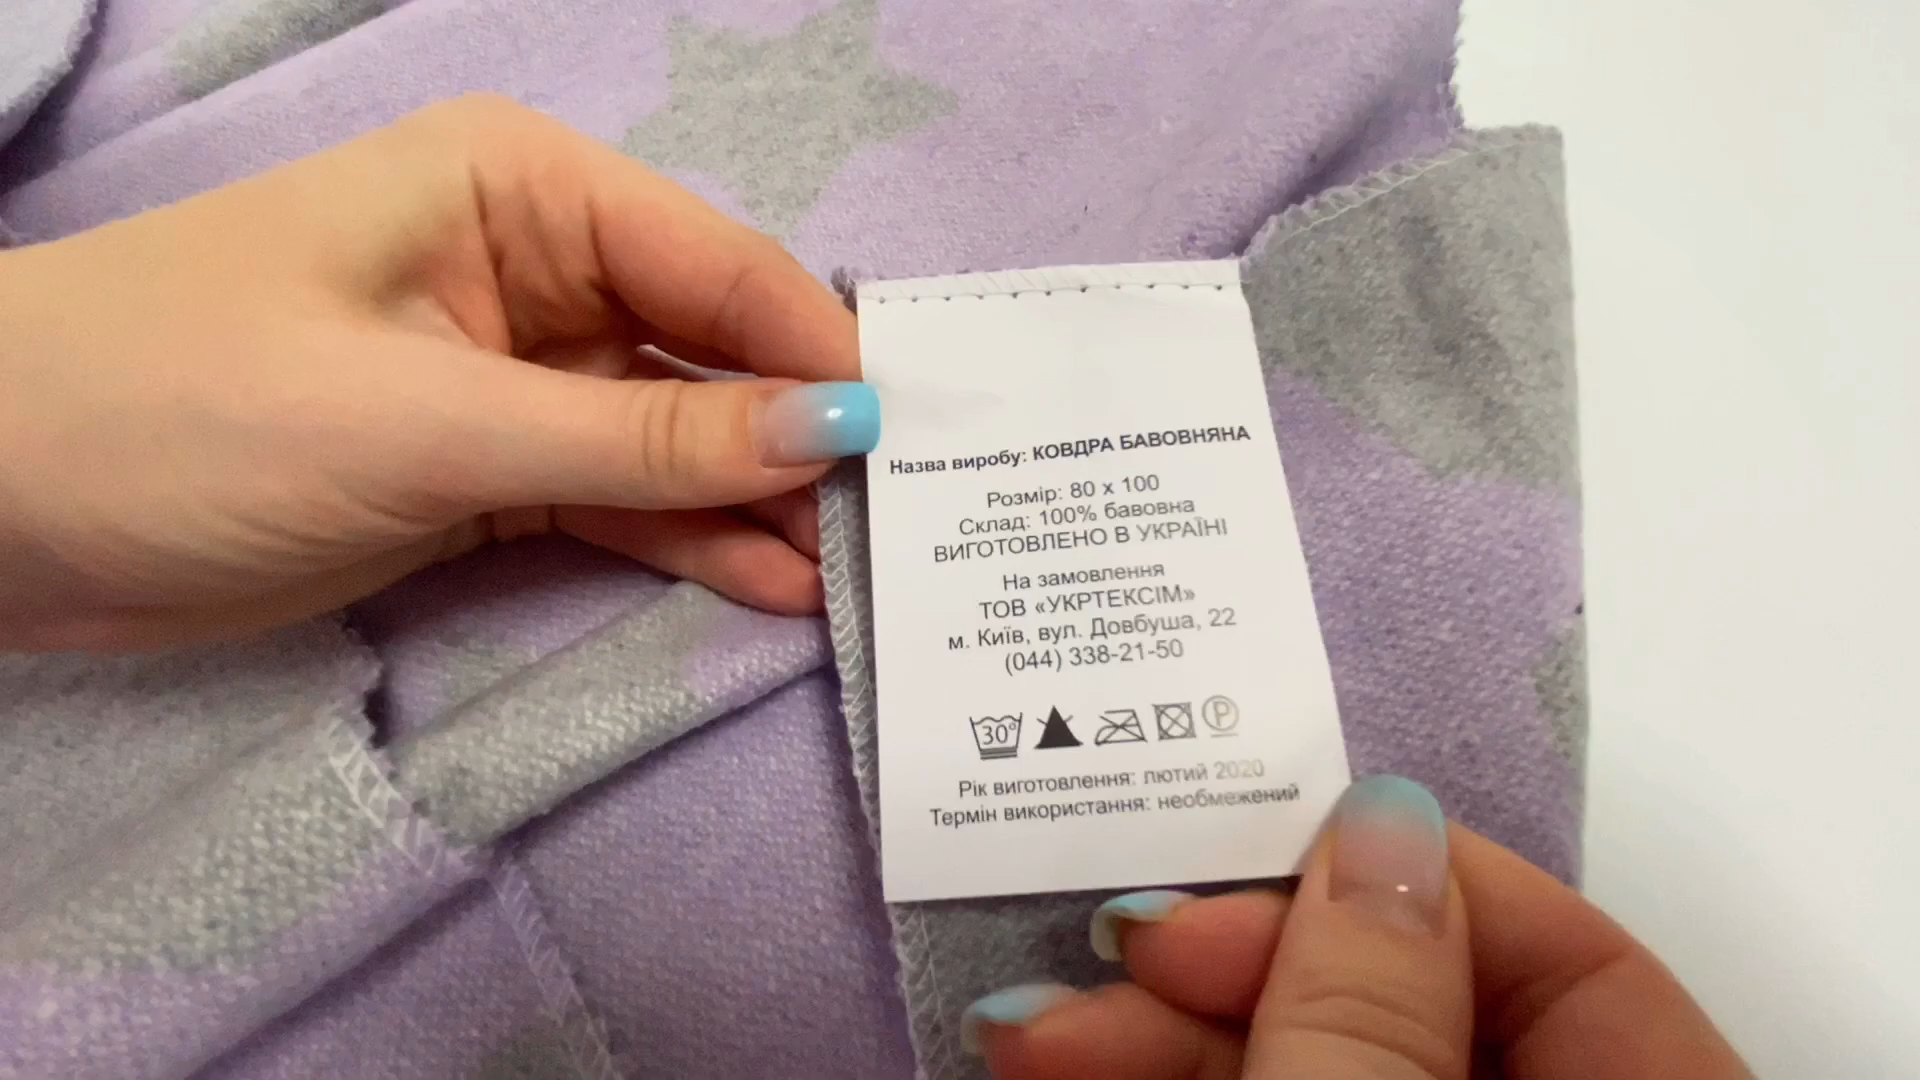 Назва виробу: КОВДРА БАВОВНЯНА
Розмір: 80 х 100
Склад: 100% бавовна
ВИГОТОВЛЕНО В УКРАЇНІ
На замовлення
ТОВ «УКРТЕКСІМ»
м. Київ, вул. Довбуша, 22
(044) 338-21-50
30° P
Рік виготовлення: лютий 2020
Термін використання: необмежений